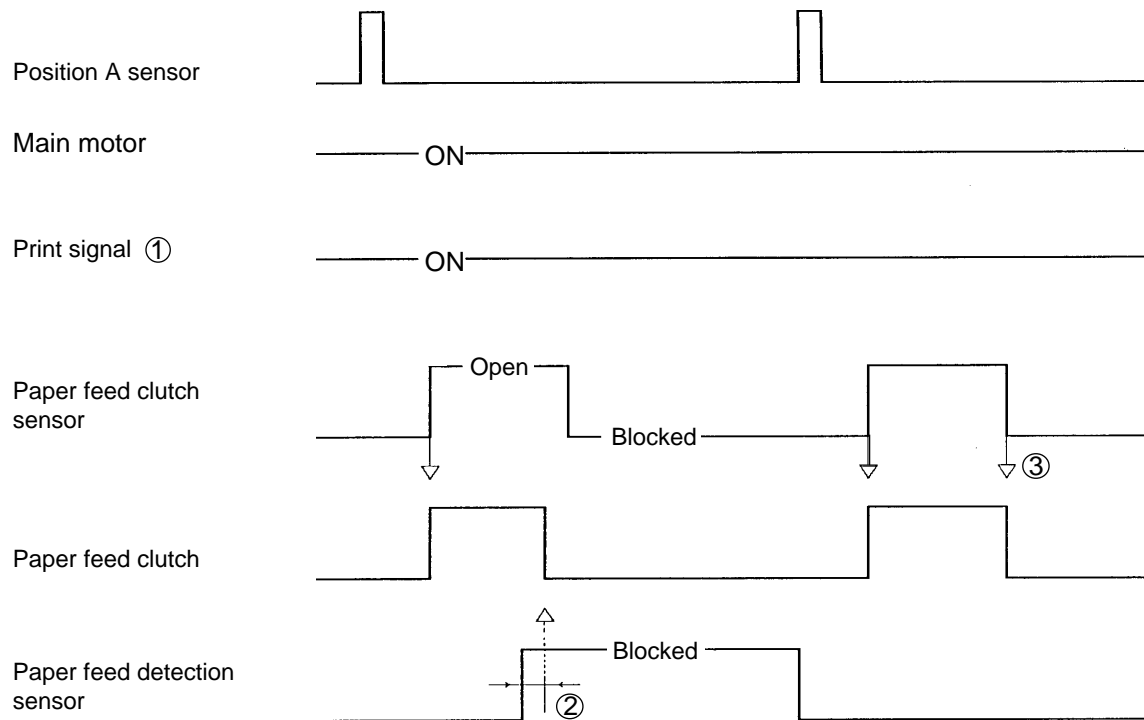 Position A sensor
Main motor
ON
Print signal ①
ON
Paper feed clutch
sensor
Open
Blocked
③
Paper feed clutch
Paper feed detection
sensor
Blocked
②